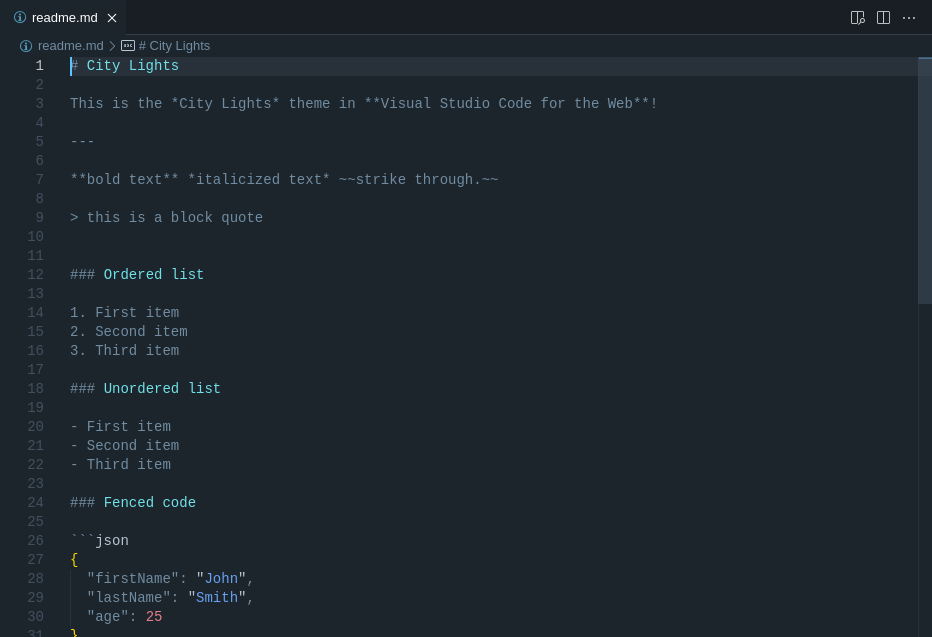 readme.md
readme.md > # City Lights
1 # City Lights
2
3 This is the *City Lights* theme in **Visual Studio Code for the Web**!
4
5 ---
6
7 **bold text** *italicized text* ~~strike through.~~
8
9 > this is a block quote
10
11
12 ### Ordered list
13
14 1. First item
15 2. Second item
16 3. Third item
17
18 ### Unordered list
19
20 - First item
21 - Second item
22 - Third item
23
24 ### Fenced code
25
26 ```json
27 {
28   "firstName": "John",
29   "lastName": "Smith",
30   "age": 25
31 }